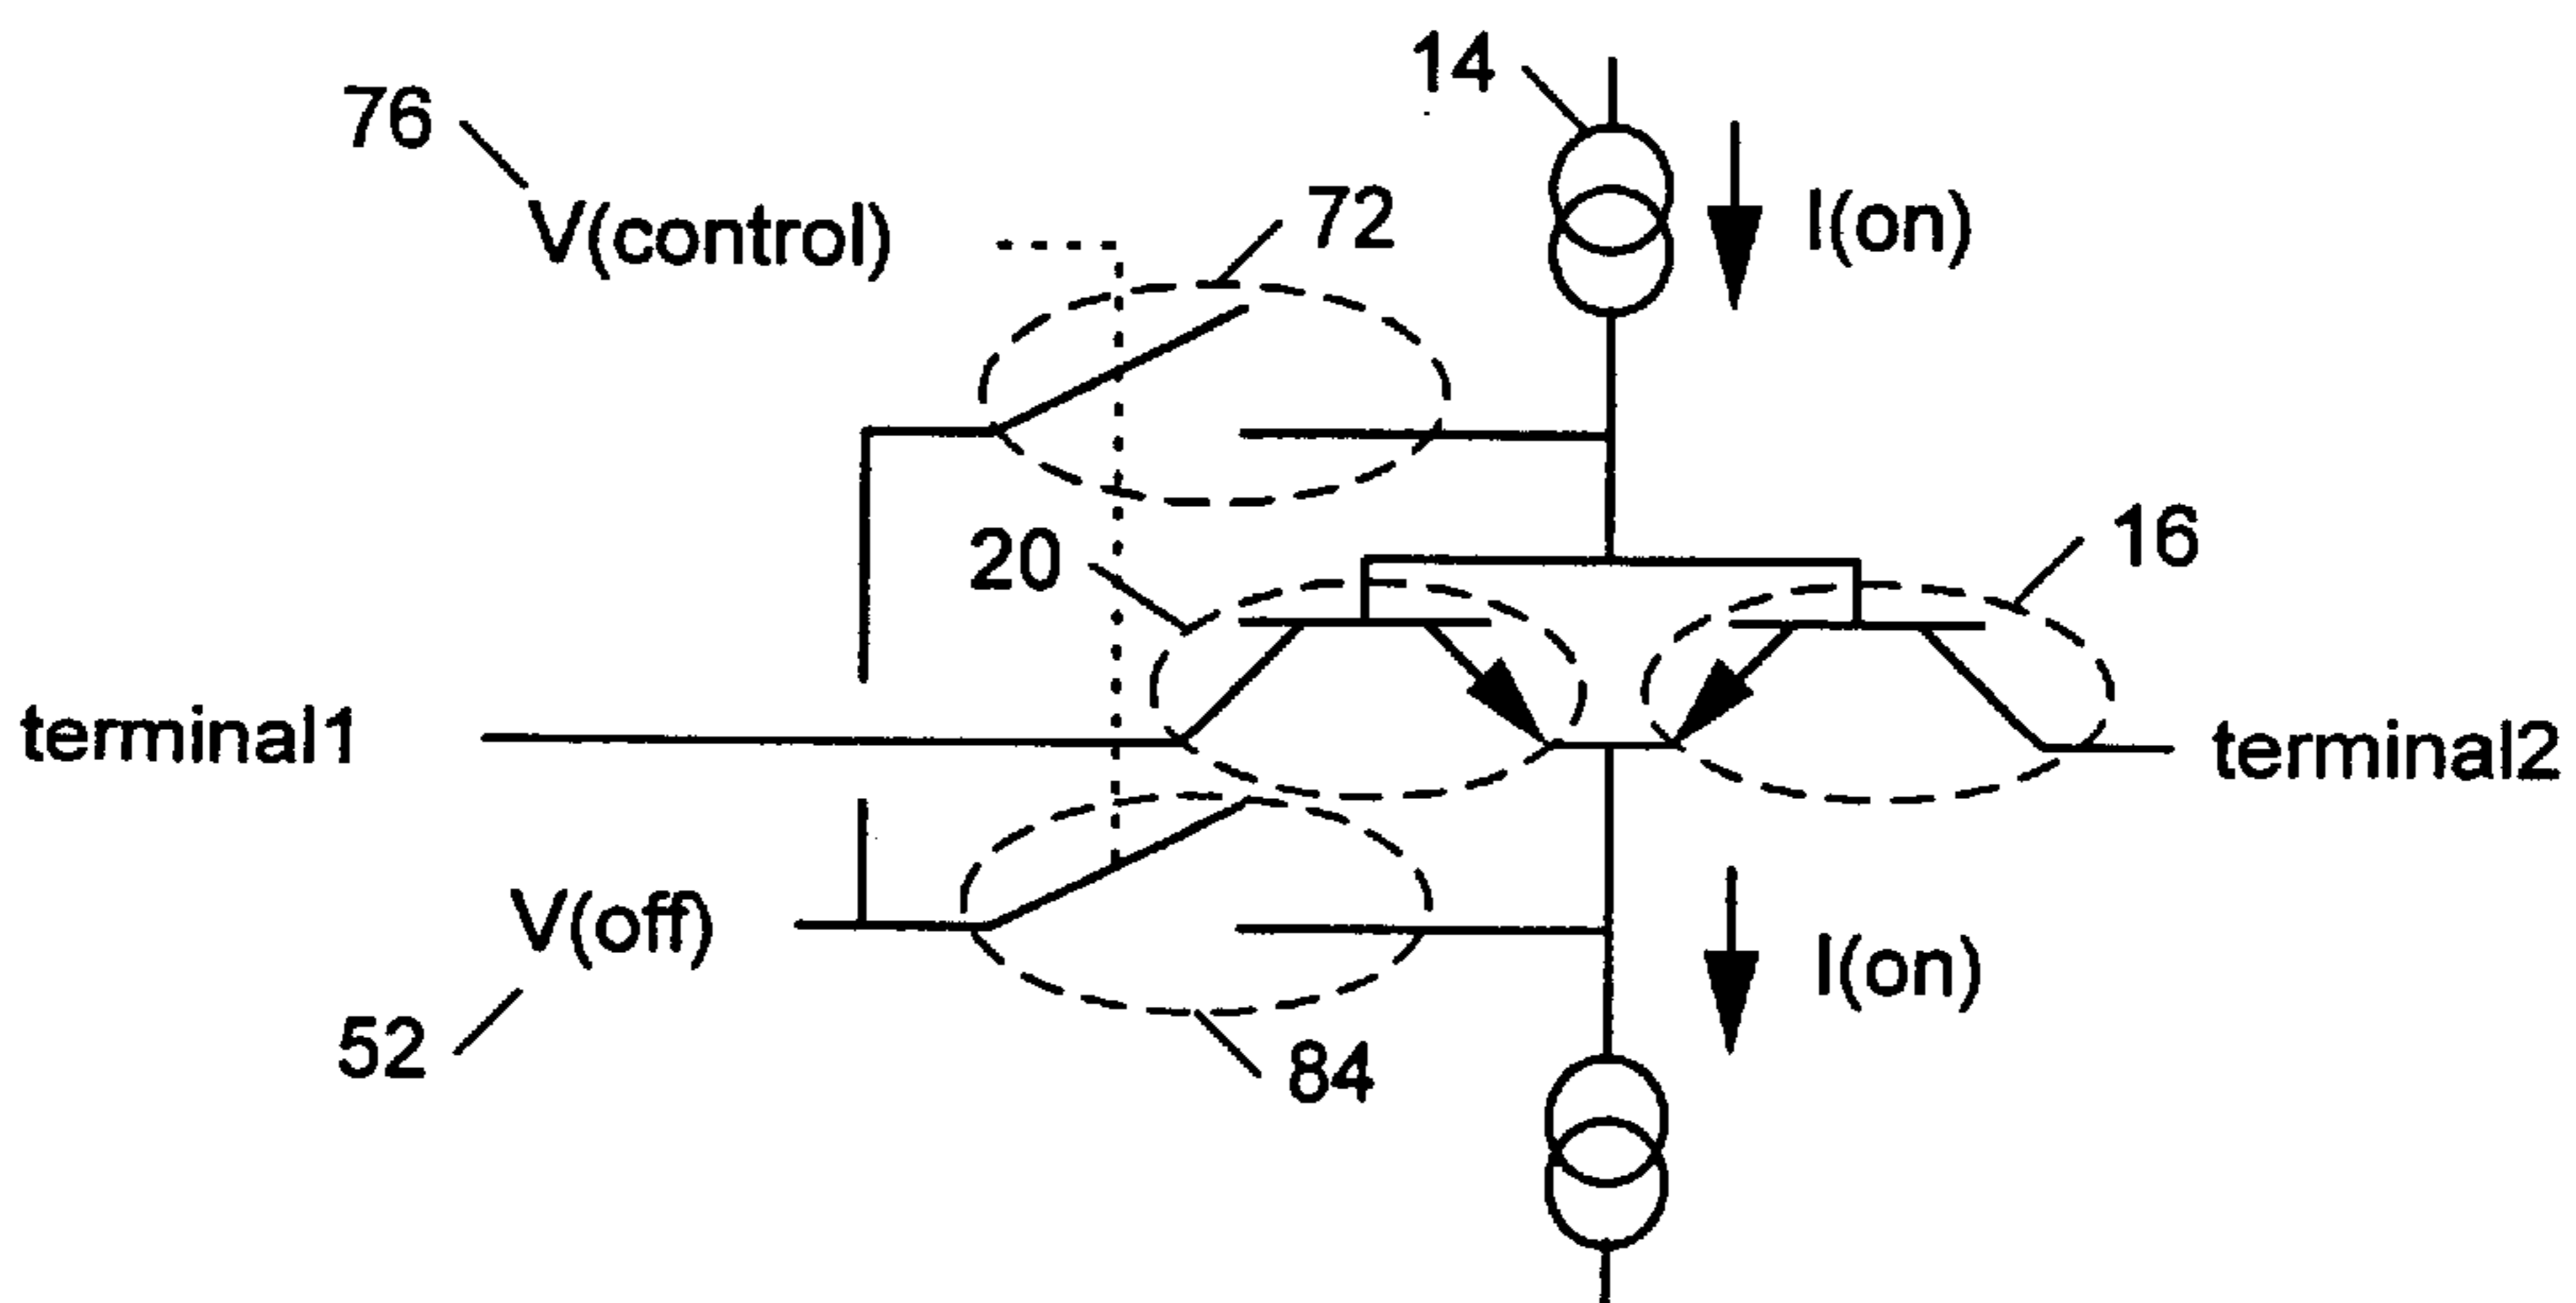 14
76
V(control)
72
I(on)
20
16
terminal1
terminal2
V(off)
I(on)
52
84